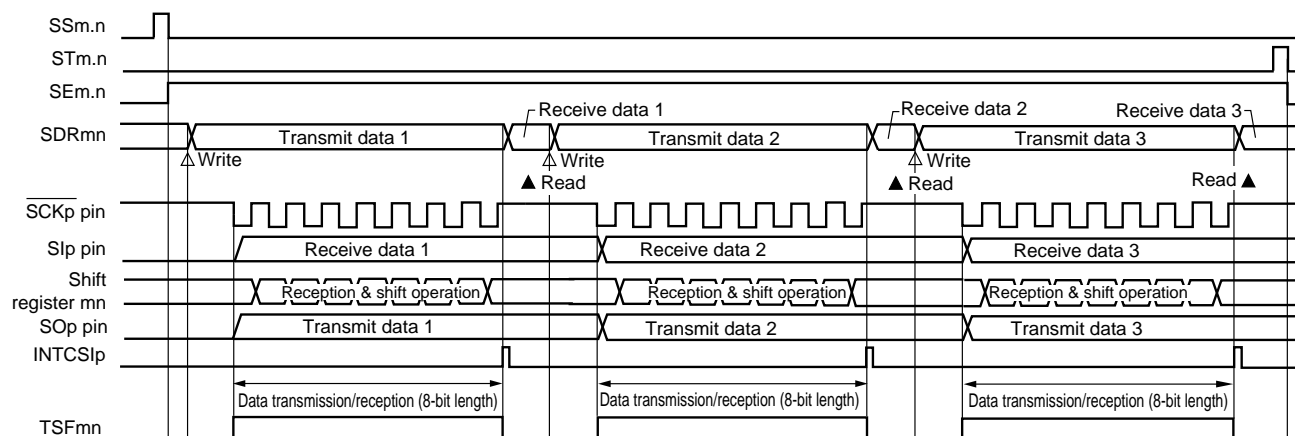 SSm.n
STm.n
SEm.n
Receive data 1
Receive data 2
Receive data 3
SDRmn
Transmit data 1
Transmit data 2
Transmit data 3
Write
Write
Write
Read
Read
Read
SCKp pin
SIp pin
Receive data 1
Receive data 2
Receive data 3
Shift
register mn
Reception & shift operation
Reception & shift operation
Reception & shift operation
SOp pin
Transmit data 1
Transmit data 2
Transmit data 3
INTCSIp
Data transmission/reception (8-bit length)
Data transmission/reception (8-bit length)
Data transmission/reception (8-bit length)
TSFmn